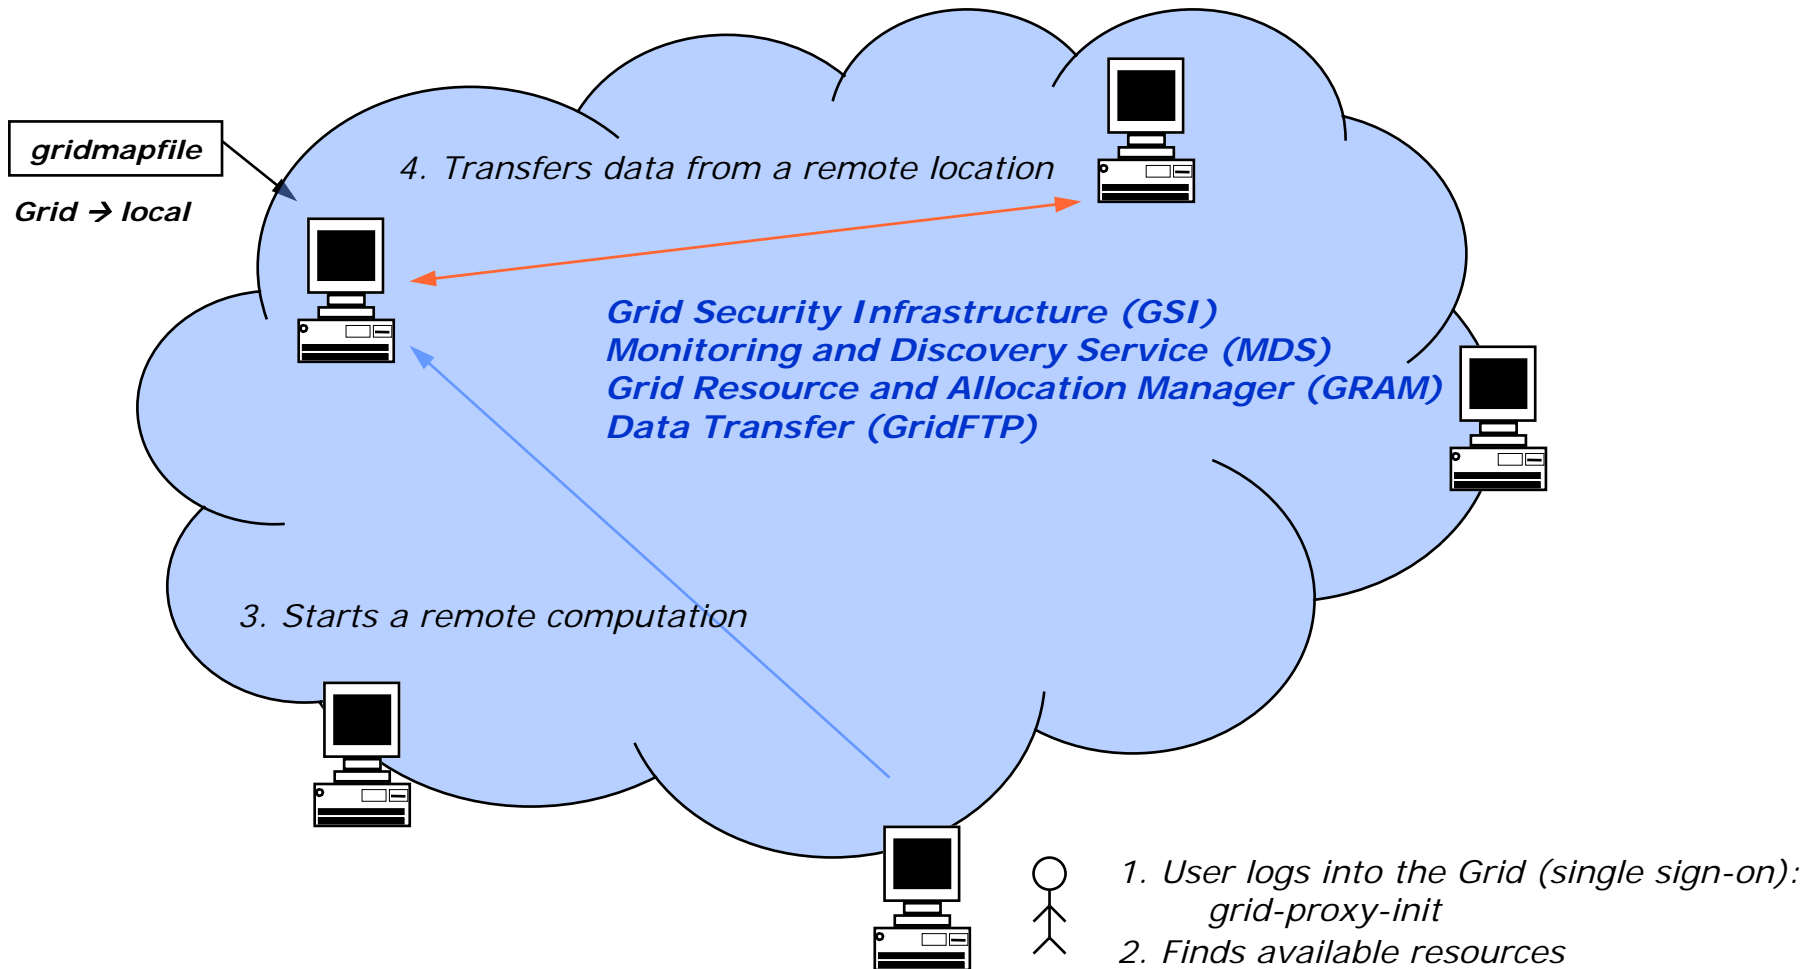 gridmapfile
Grid → local
4. Transfers data from a remote location
Grid Security Infrastructure (GSI)
Monitoring and Discovery Service (MDS)
Grid Resource and Allocation Manager (GRAM)
Data Transfer (GridFTP)
3. Starts a remote computation
1. User logs into the Grid (single sign-on):
grid-proxy-init
2. Finds available resources